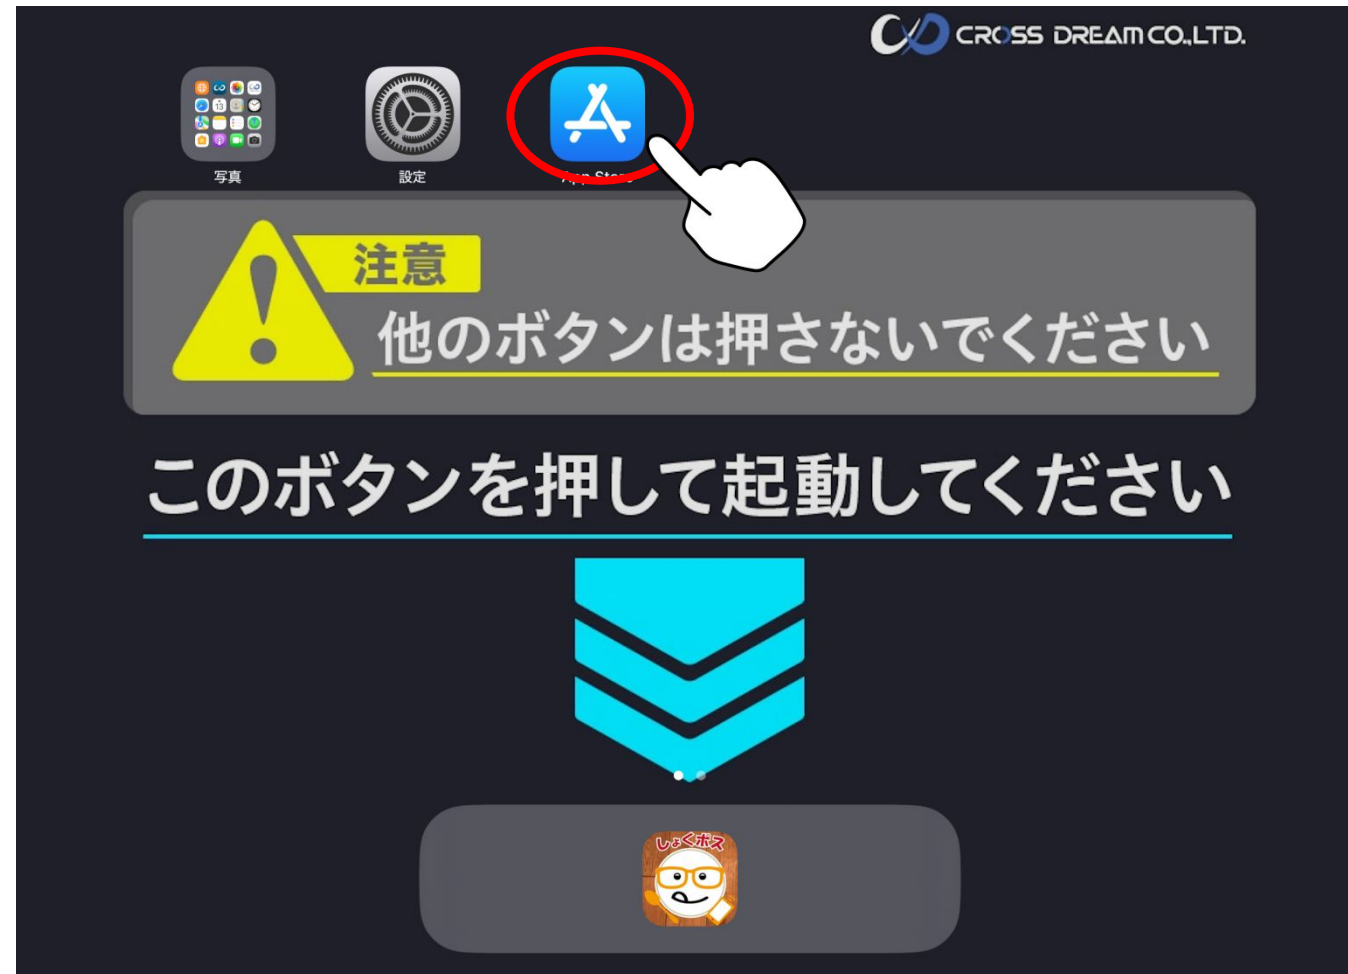 CROSS DREAM CO.,LTD.
写真
設定
App Store
注意
他のボタンは押さないでください
このボタンを押して起動してください
しょくボス